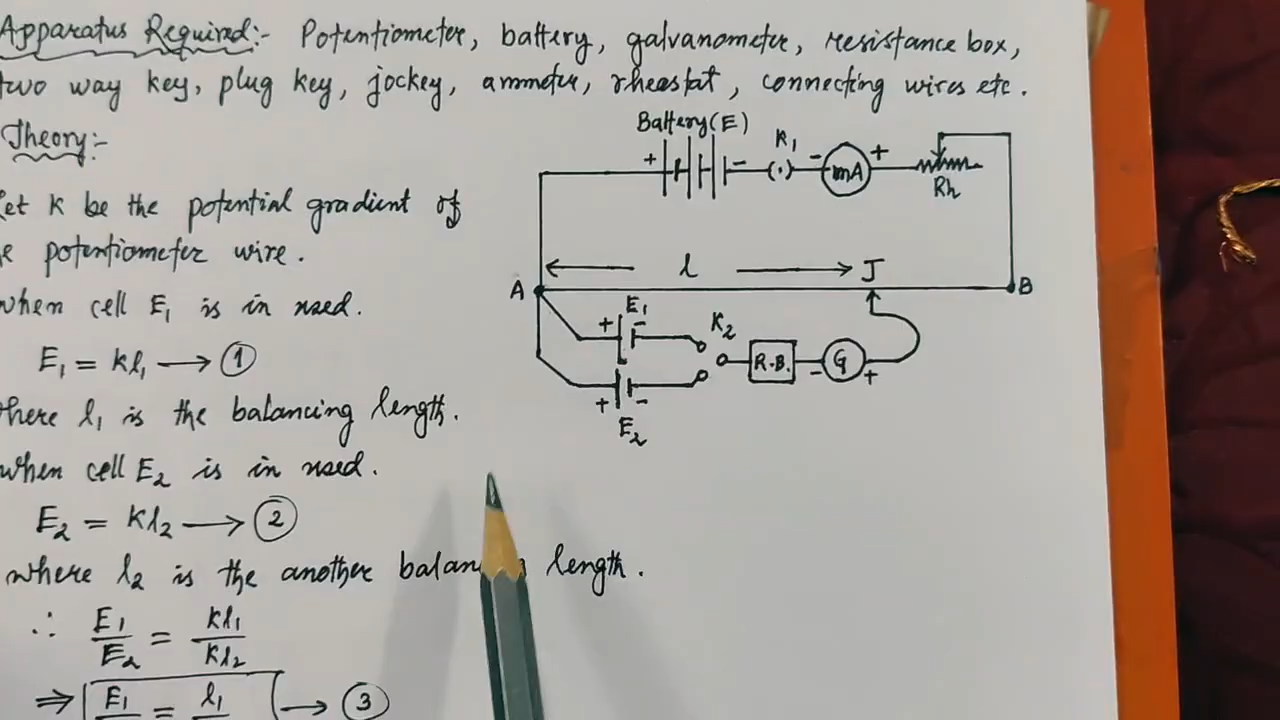 Apparatus Required:- Potentiometer, battery, galvanometer, resistance box,
two way key, plug key, jockey, ammeter, rheostat, connecting wires etc.
Theory:-
Let K be the potential gradient of
potentiometer wire.
when cell E₁ is in used.
E₁ = Kl₁ → ①
where l₁ is the balancing length.
when cell E₂ is in used.
E₂ = Kl₂ → ②
where l₂ is the another length.
∴ E₁/E₂ = Kl₁/Kl₂
⇒ E₁ = l₁ → ③
Battery(E)
+ - K₁ - mA +
Rh
l J
A B
+ E₁ - K₂
R.B. - G +
+ -
E₂